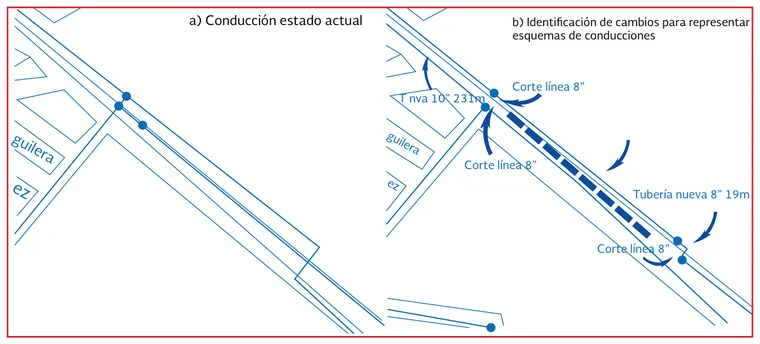 a) Conducción estado actual
guilera
ez
b) Identificación de cambios para representar
esquemas de conducciones
Corte línea 8"
T nva 10" 231m
guilera
Corte línea 8"
ez
Tubería nueva 8" 19m
Corte línea 8"